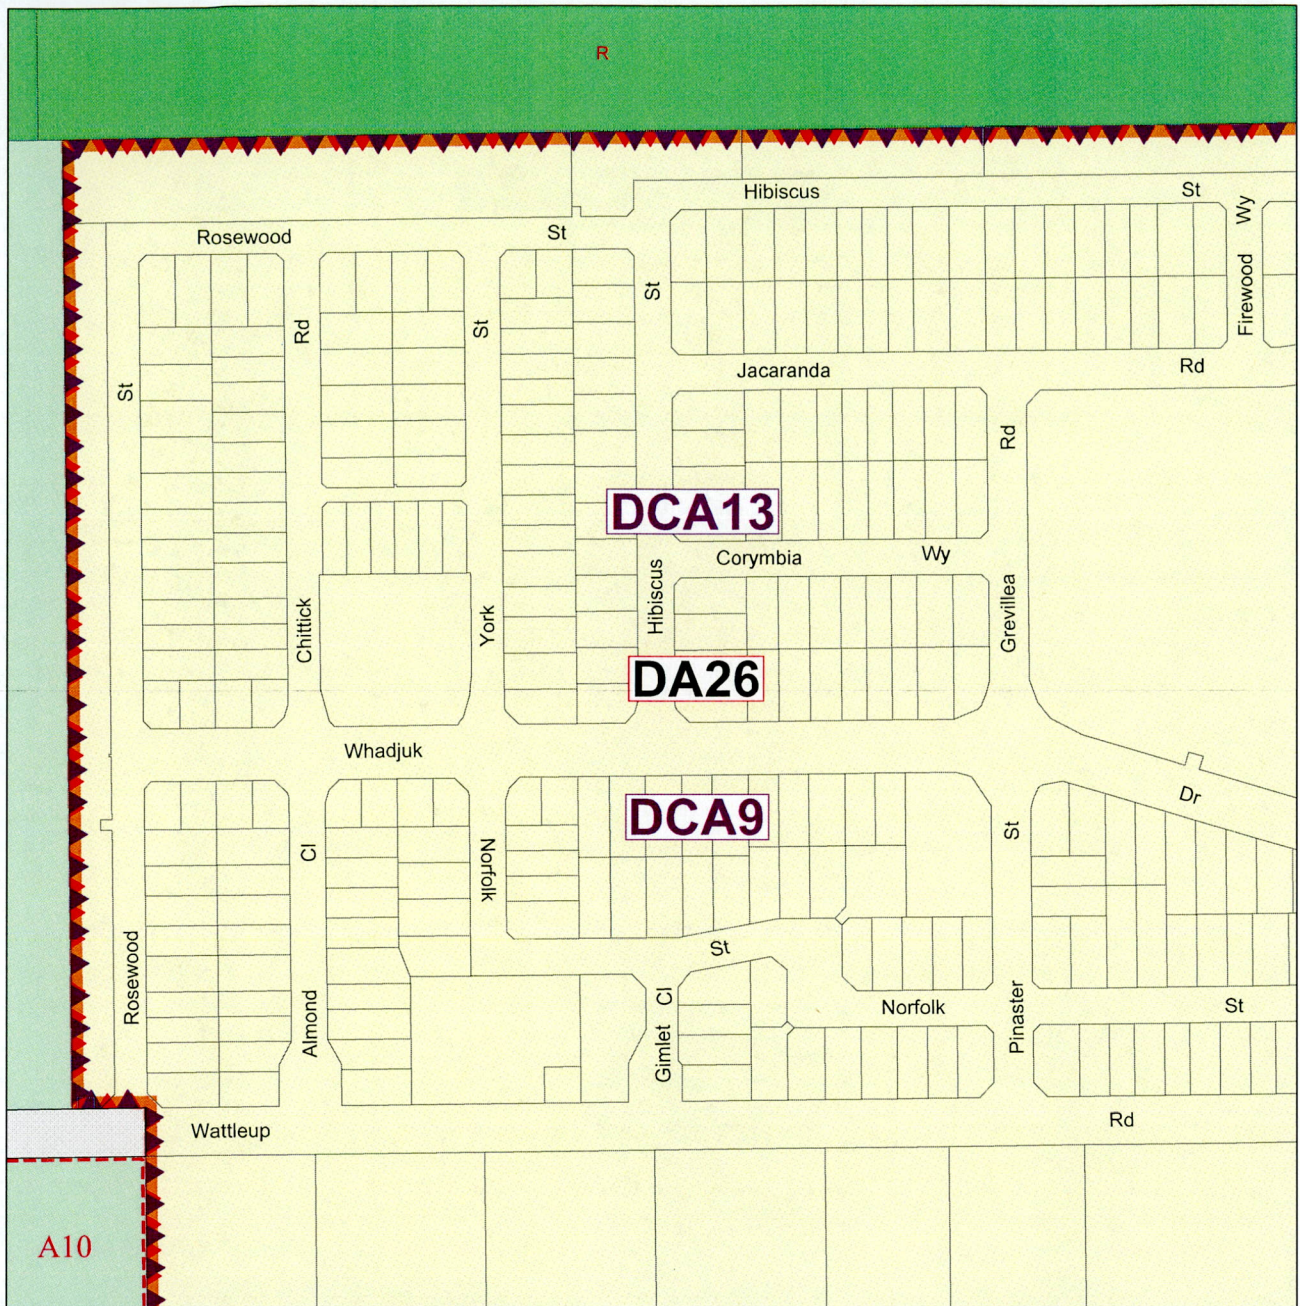 R
Hibiscus St
Wy
Firewood
Rosewood St
St
Rd
St
St
Jacaranda Rd
Rd
DCA13
Corymbia Wy
Chittick
York
Hibiscus
Grevillea
DA26
Whadjuk
Dr
DCA9
Cl
Norfolk
St
St
Rosewood
Almond
Gimlet Cl
Norfolk St
Pinaster
Wattleup Rd
A10